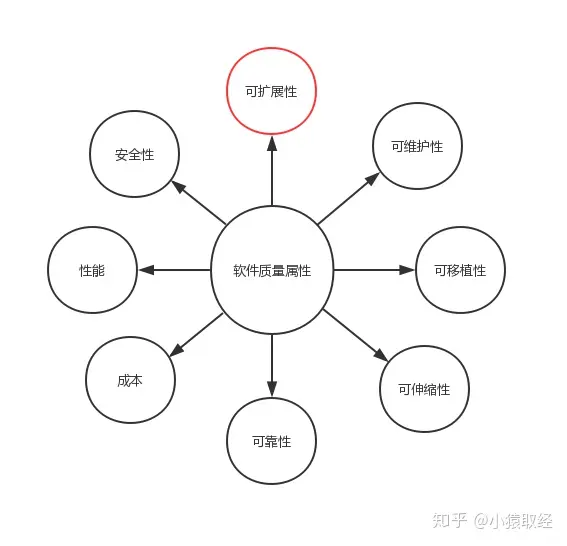 可扩展性
安全性
可维护性
性能
软件质量属性
可移植性
成本
可伸缩性
可靠性
知乎 @小猿取经